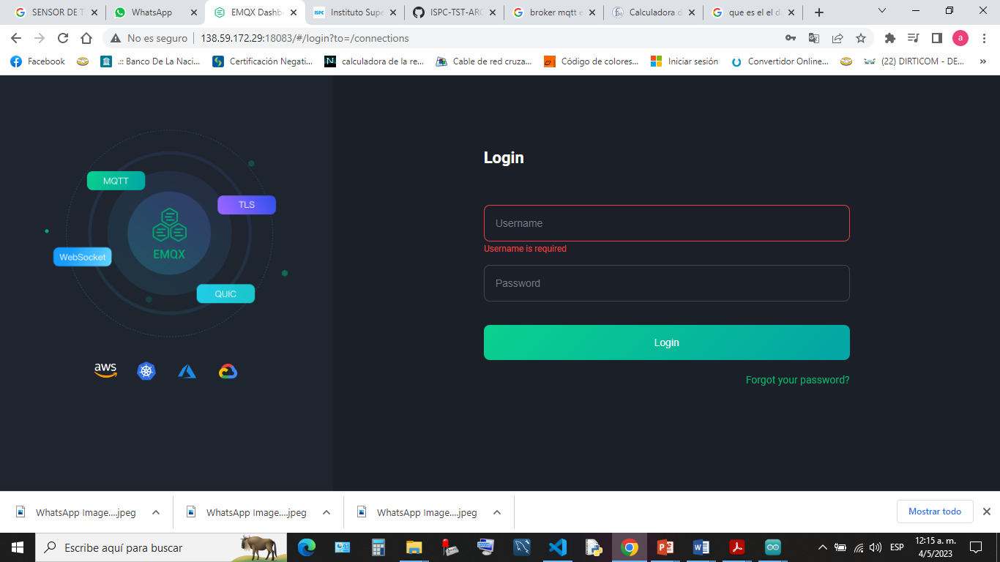 SENSOR DE T
WhatsApp
EMQX Dashb
ISPC
Instituto Supe
ISPC-TST-ARC
broker mqtt e
Calculadora d
que es el el d
No es seguro
138.59.172.29:18083/#/login?to=/connections
a
Facebook
.:: Banco De La Naci...
Certificación Negati...
calculadora de la re...
Cable de red cruza...
Código de colores...
Iniciar sesión
Convertidor Online...
(22) DIRTICOM - DE...
MQTT
TLS
EMQX
WebSocket
QUIC
aws
Login
Username
Username is required
Password
Login
Forgot your password?
WhatsApp Image....jpeg
WhatsApp Image....jpeg
WhatsApp Image....jpeg
Mostrar todo
Escribe aquí para buscar
ESP
12:15 a. m.
4/5/2023